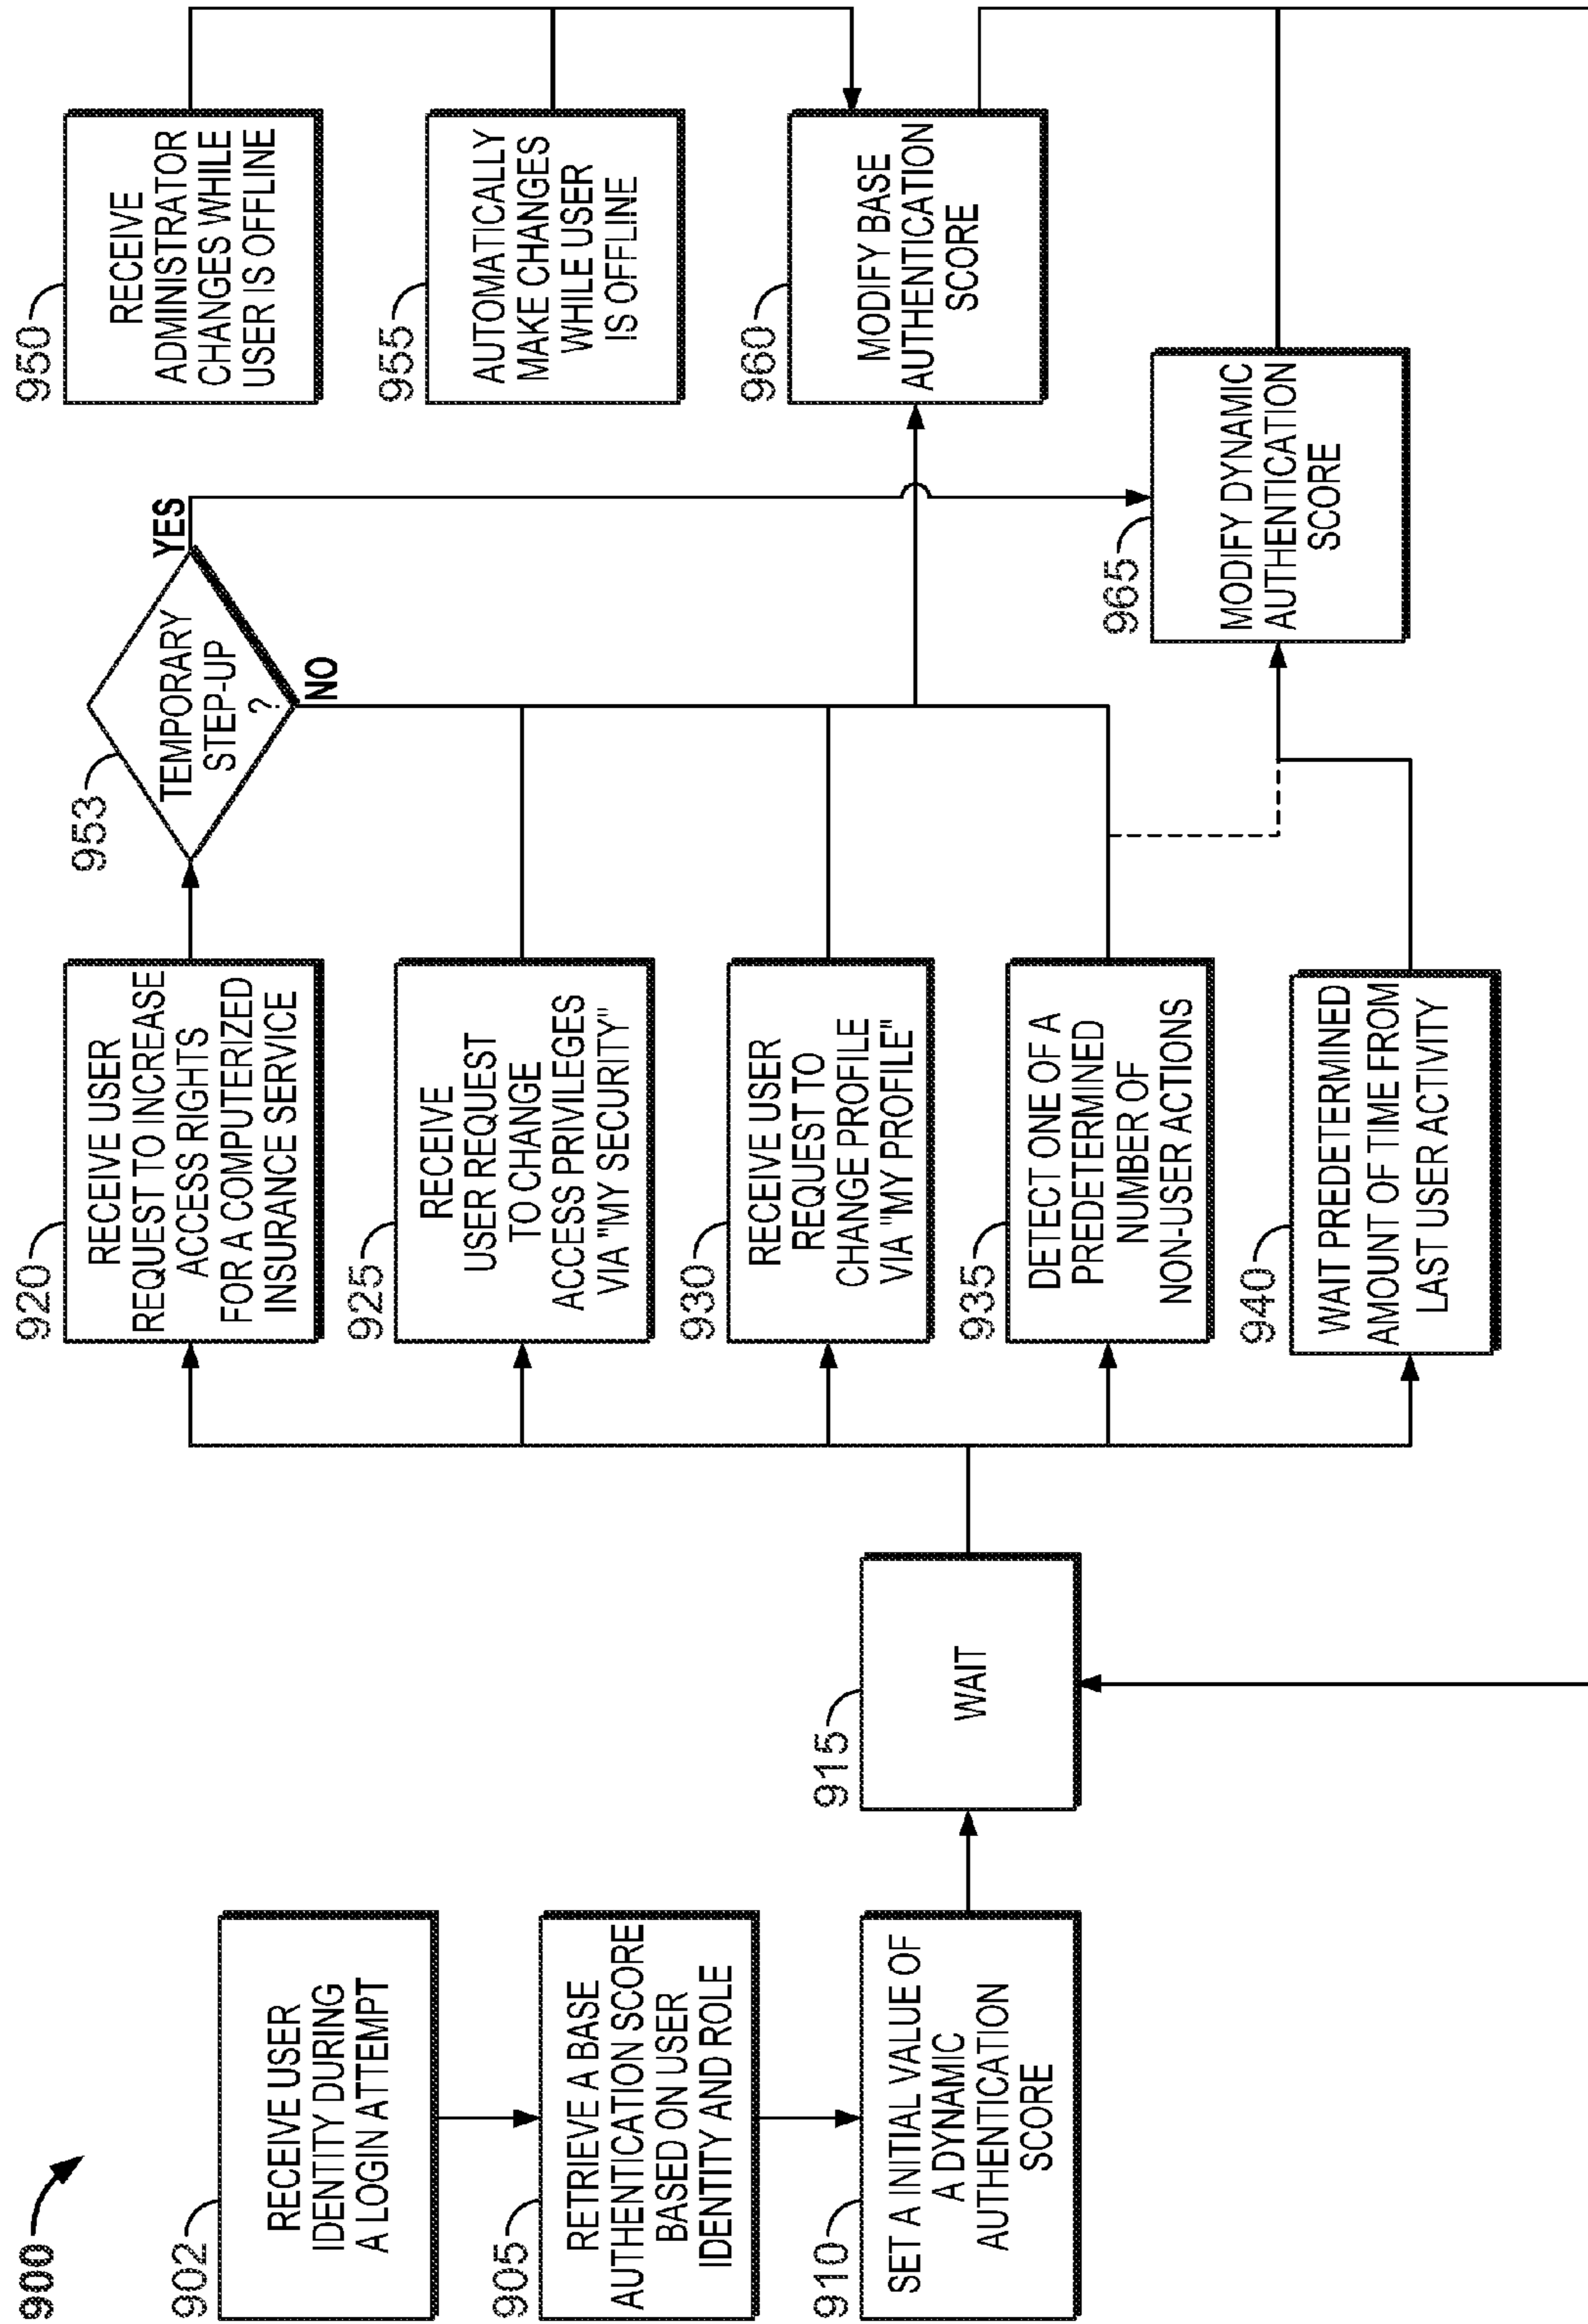 900
902
RECEIVE USER
IDENTITY DURING
A LOGIN ATTEMPT
905
RETRIEVE A BASE
AUTHENTICATION SCORE
BASED ON USER
IDENTITY AND ROLE
910
SET A INITIAL VALUE OF
A DYNAMIC
AUTHENTICATION
SCORE
915
WAIT
920
RECEIVE USER
REQUEST TO INCREASE
ACCESS RIGHTS
FOR A COMPUTERIZED
INSURANCE SERVICE
925
RECEIVE
USER REQUEST
TO CHANGE
ACCESS PRIVILEGES
VIA "MY SECURITY"
930
RECEIVE USER
REQUEST TO
CHANGE PROFILE
VIA "MY PROFILE"
935
DETECT ONE OF A
PREDETERMINED
NUMBER OF
NON-USER ACTIONS
940
WAIT PREDETERMINED
AMOUNT OF TIME FROM
LAST USER ACTIVITY
953
TEMPORARY
STEP-UP
?
YES
NO
950
RECEIVE
ADMINISTRATOR
CHANGES WHILE
USER IS OFFLINE
955
AUTOMATICALLY
MAKE CHANGES
WHILE USER
IS OFFLINE
960
MODIFY BASE
AUTHENTICATION
SCORE
965
MODIFY DYNAMIC
AUTHENTICATION
SCORE